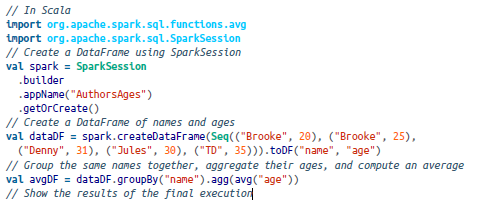 // In Scala
import org.apache.spark.sql.functions.avg
import org.apache.spark.sql.SparkSession
// Create a DataFrame using SparkSession
val spark = SparkSession
.builder
.appName("AuthorsAges")
.getOrCreate()
// Create a DataFrame of names and ages
val dataDF = spark.createDataFrame(Seq(("Brooke", 20), ("Brooke", 25),
("Denny", 31), ("Jules", 30), ("TD", 35))).toDF("name", "age")
// Group the same names together, aggregate their ages, and compute an average
val avgDF = dataDF.groupBy("name").agg(avg("age"))
// Show the results of the final execution